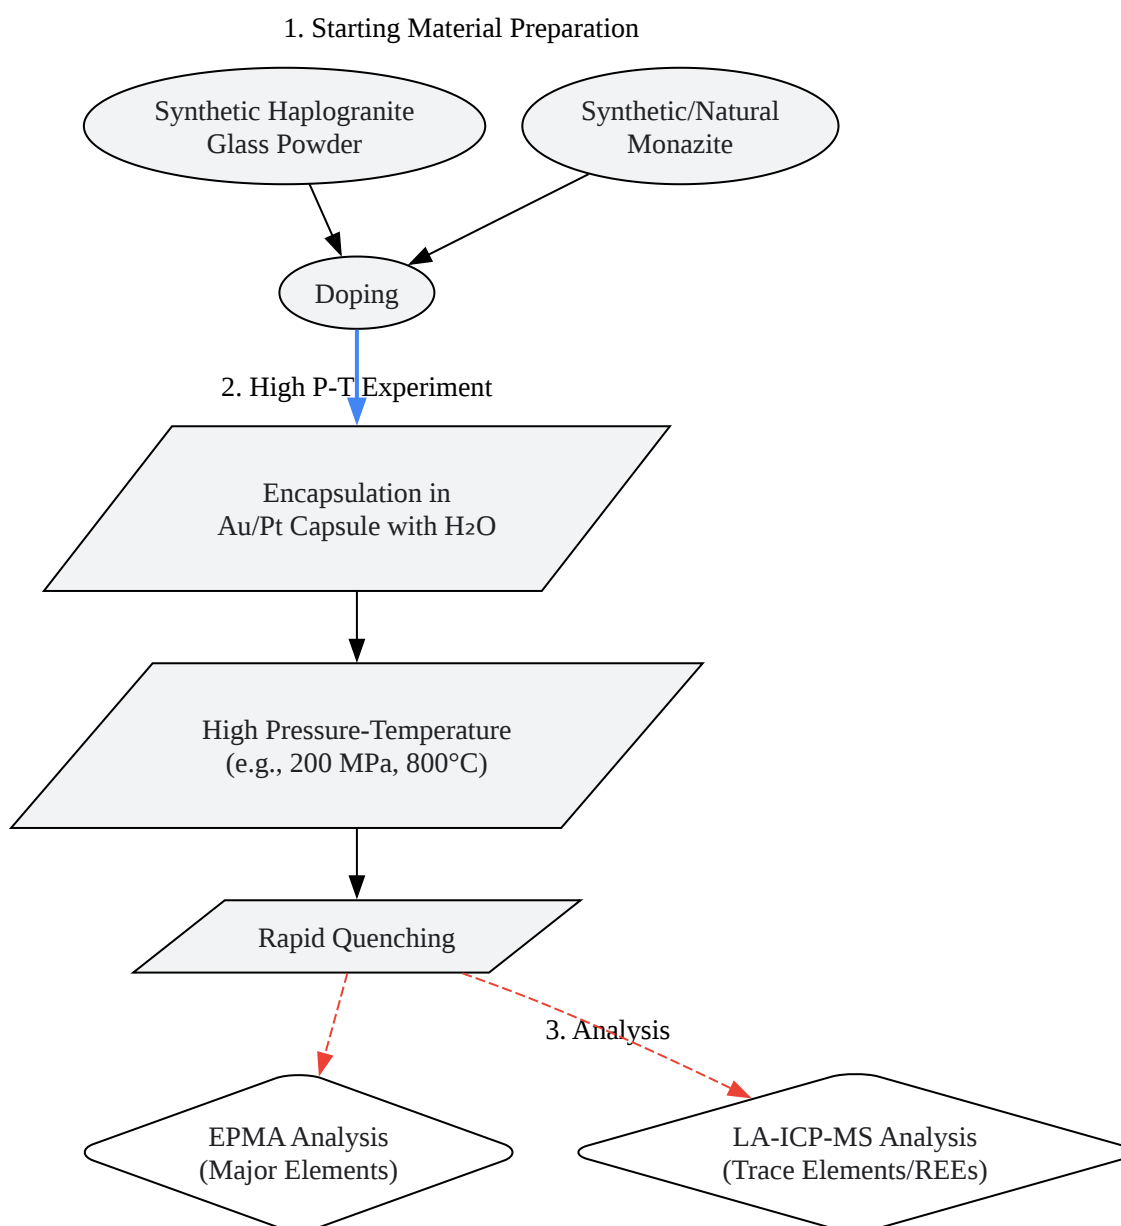 1. Starting Material Preparation
Synthetic Haplogranite
Glass Powder
Synthetic/Natural
Monazite
Doping
2. High P-T Experiment
Encapsulation in
Au/Pt Capsule with H₂O
High Pressure-Temperature
(e.g., 200 MPa, 800°C)
Rapid Quenching
3. Analysis
EPMA Analysis
(Major Elements)
LA-ICP-MS Analysis
(Trace Elements/REEs)